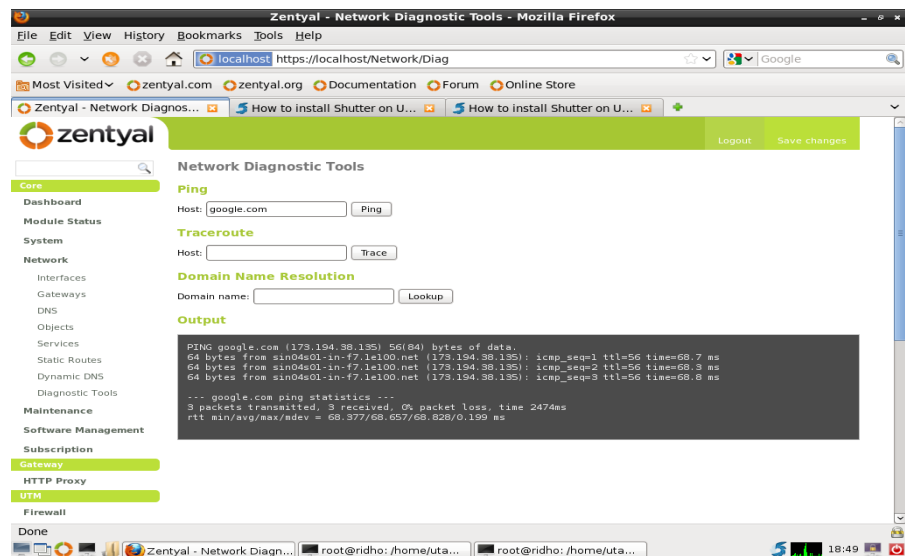 Zentyal - Network Diagnostic Tools - Mozilla Firefox
File Edit View History Bookmarks Tools Help
localhost https://localhost/Network/Diag
Google
Most Visited zentyal.com zentyal.org Documentation Forum Online Store
Zentyal - Network Diagnos... How to install Shutter on U... How to install Shutter on U...
zentyal
Logout Save changes
Core
Dashboard
Module Status
System
Network
Interfaces
Gateways
DNS
Objects
Services
Static Routes
Dynamic DNS
Diagnostic Tools
Maintenance
Software Management
Subscription
Gateway
HTTP Proxy
UTM
Firewall
Network Diagnostic Tools
Ping
Host: google.com Ping
Traceroute
Host: Trace
Domain Name Resolution
Domain name: Lookup
Output
PING google.com (173.194.38.135) 56(84) bytes of data.
64 bytes from sin04s01-in-f7.1e100.net (173.194.38.135): icmp_seq=1 ttl=56 time=68.7 ms
64 bytes from sin04s01-in-f7.1e100.net (173.194.38.135): icmp_seq=2 ttl=56 time=68.3 ms
64 bytes from sin04s01-in-f7.1e100.net (173.194.38.135): icmp_seq=3 ttl=56 time=68.8 ms
--- google.com ping statistics ---
3 packets transmitted, 3 received, 0% packet loss, time 2474ms
rtt min/avg/max/mdev = 68.377/68.657/68.828/0.199 ms
Done
Zentyal - Network Diagn... root@ridho: /home/uta... root@ridho: /home/uta... 18:49